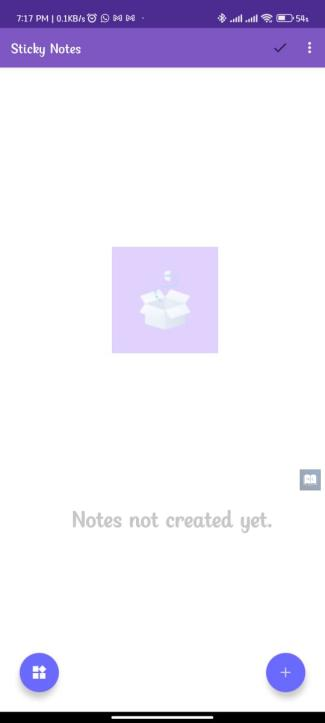 7:17 PM | 0.1KB/s
54
Sticky Notes
Notes not created yet.